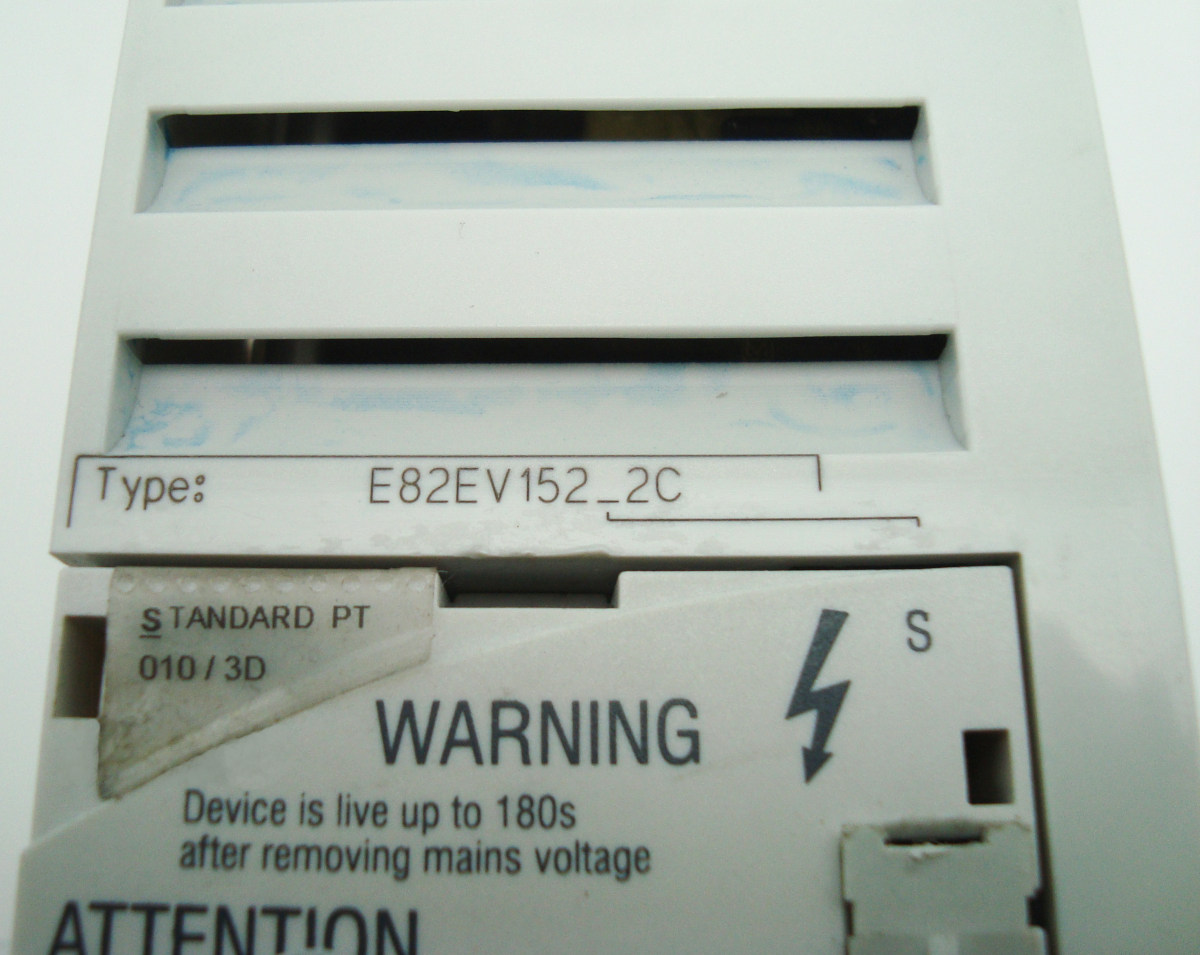 Type: E82EV152_2C
STANDARD PT
010 / 3D
S
WARNING
Device is live up to 180s
after removing mains voltage
ATTENTION